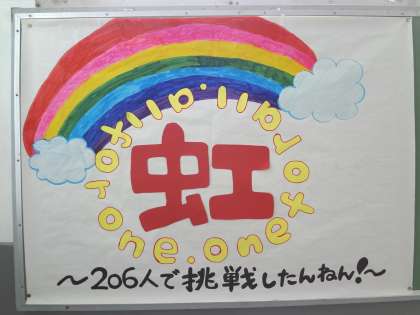 one for all.all for one.
虹
～206人で挑戦したんねん!～